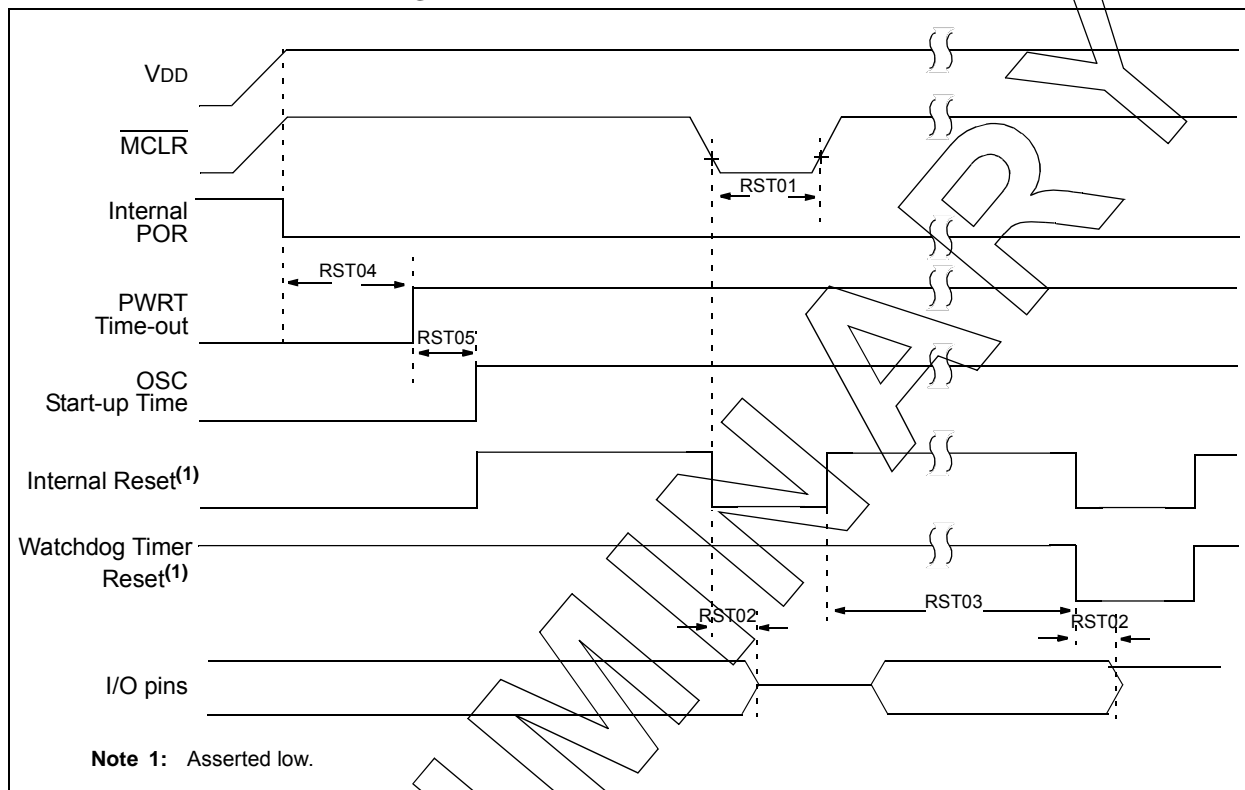 VDD
MCLR
RST01
Internal
POR
RST04
PWRT
Time-out
RST05
OSC
Start-up Time
Internal Reset(1)
Watchdog Timer
Reset(1)
RST03
RST02
RST02
I/O pins
Note 1: Asserted low.
MINARY